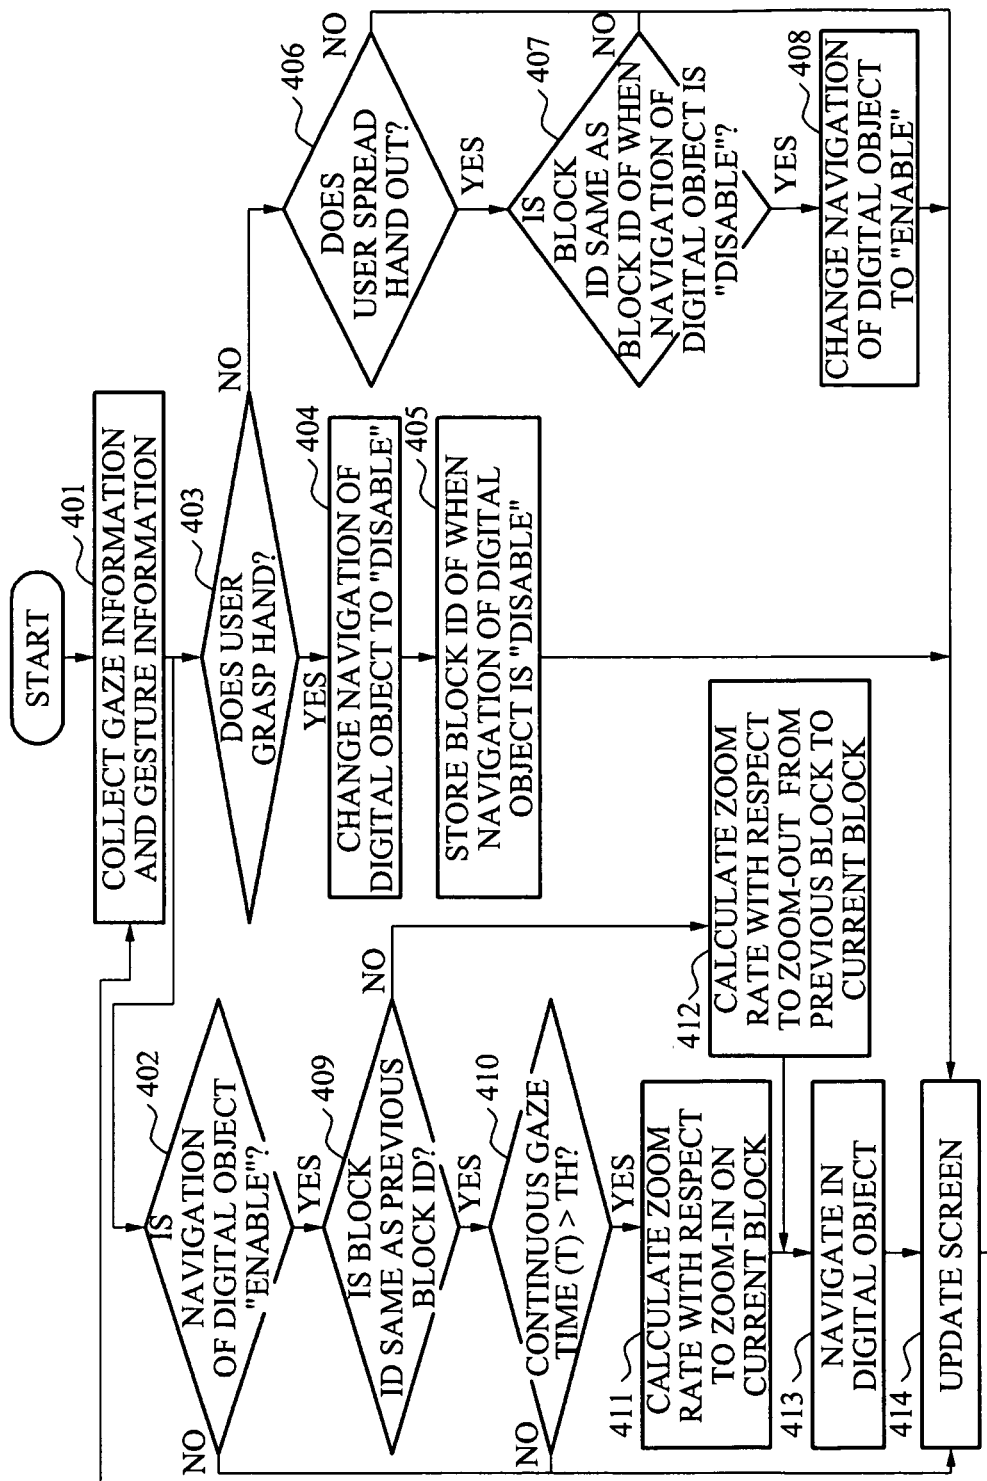 START
401
COLLECT GAZE INFORMATION
AND GESTURE INFORMATION
402
IS
NAVIGATION
OF DIGITAL OBJECT
"ENABLE"?
NO
YES
403
DOES USER
GRASP HAND?
NO
YES
404
CHANGE NAVIGATION OF
DIGITAL OBJECT TO "DISABLE"
405
STORE BLOCK ID OF WHEN
NAVIGATION OF DIGITAL
OBJECT IS "DISABLE"
406
DOES
USER SPREAD
HAND OUT?
NO
YES
407
IS
BLOCK
ID SAME AS
BLOCK ID OF WHEN
NAVIGATION OF
DIGITAL OBJECT IS
"DISABLE"?
NO
YES
408
CHANGE NAVIGATION
OF DIGITAL OBJECT
TO "ENABLE"
409
IS BLOCK
ID SAME AS PREVIOUS
BLOCK ID?
NO
YES
410
CONTINUOUS GAZE
TIME (T) > TH?
NO
YES
411
CALCULATE ZOOM
RATE WITH RESPECT
TO ZOOM-IN ON
CURRENT BLOCK
412
CALCULATE ZOOM
RATE WITH RESPECT
TO ZOOM-OUT FROM
PREVIOUS BLOCK TO
CURRENT BLOCK
413
NAVIGATE IN
DIGITAL OBJECT
414
UPDATE SCREEN